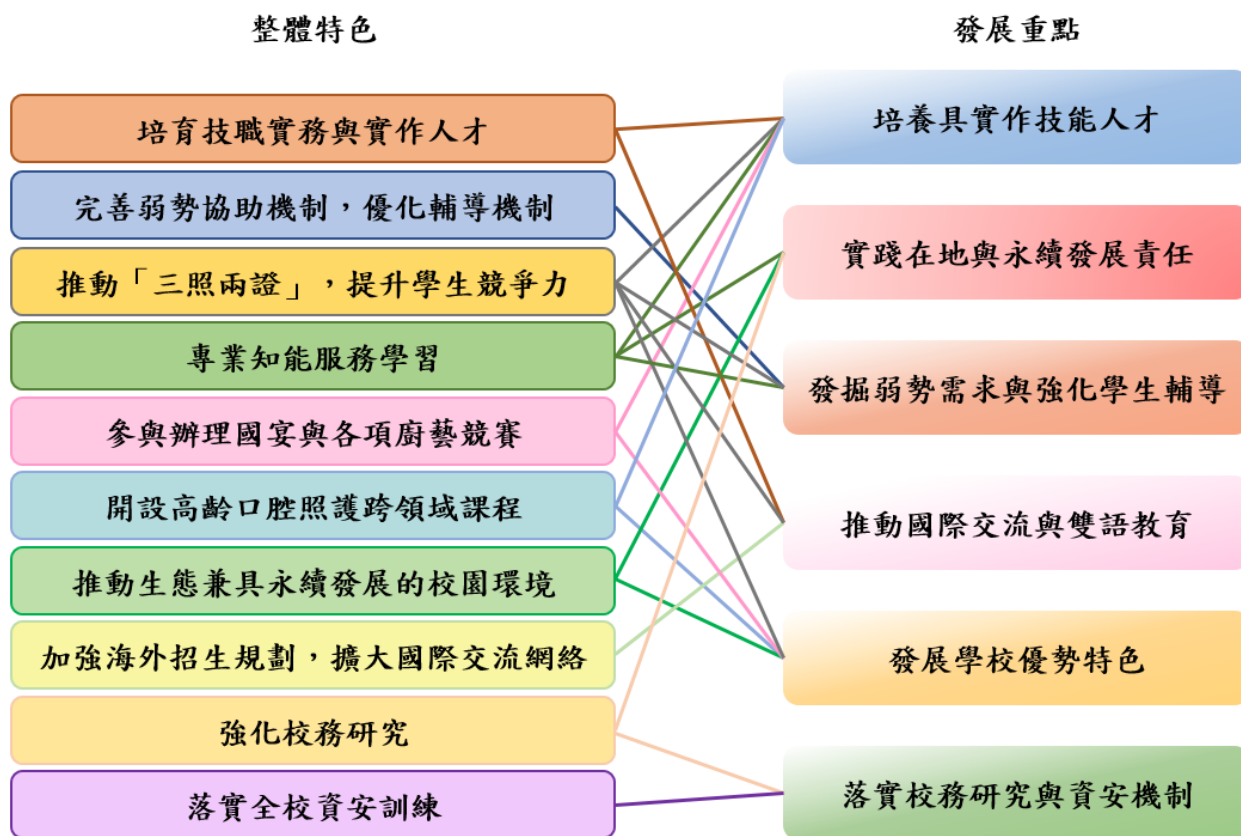 整體特色
培育技職實務與實作人才
完善弱勢協助機制，優化輔導機制
推動「三照兩證」，提升學生競爭力
專業知能服務學習
參與辦理國宴與各項廚藝競賽
開設高齡口腔照護跨領域課程
推動生態兼具永續發展的校園環境
加強海外招生規劃，擴大國際交流網絡
強化校務研究
落實全校資安訓練
發展重點
培養具實作技能人才
實踐在地與永續發展責任
發掘弱勢需求與強化學生輔導
推動國際交流與雙語教育
發展學校優勢特色
落實校務研究與資安機制